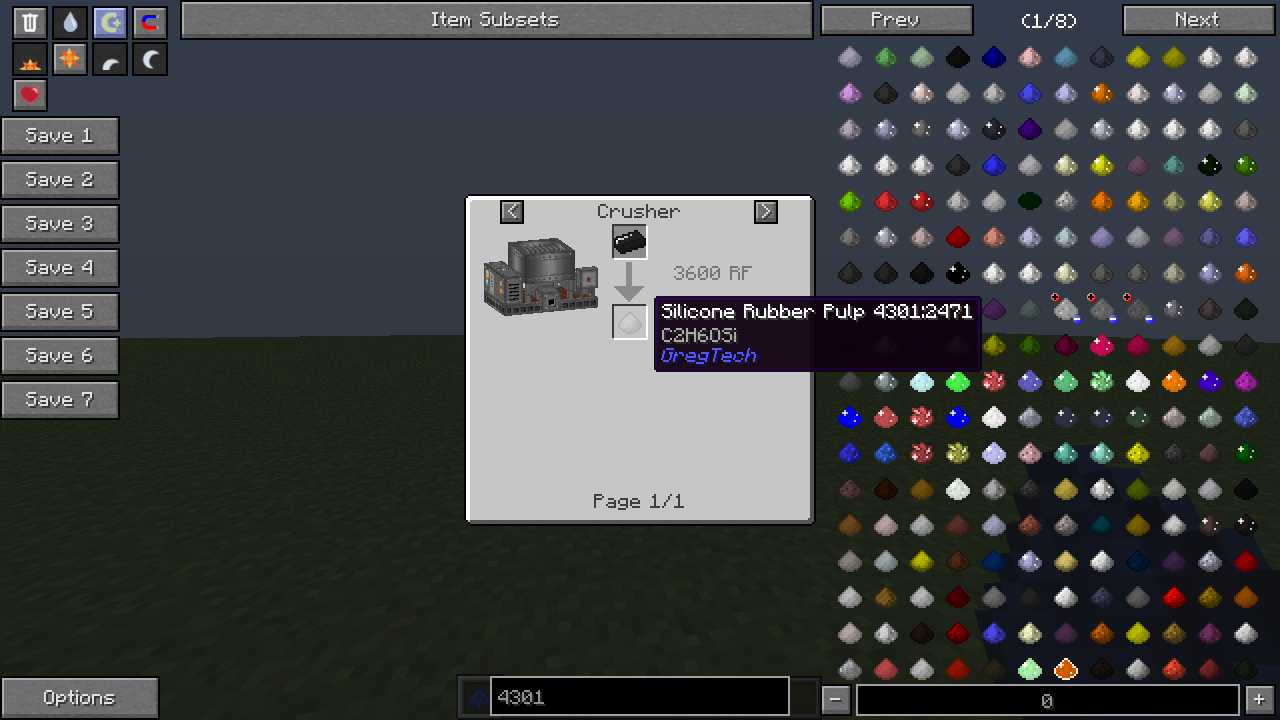 Item Subsets
Prev
(1/8)
Next
Save 1
Save 2
Save 3
Save 4
Save 5
Save 6
Save 7
<
Crusher
>
3600 RF
Silicone Rubber Pulp 4301:2471
C2H6OSi
GregTech
Page 1/1
Options
4301
-
0
+